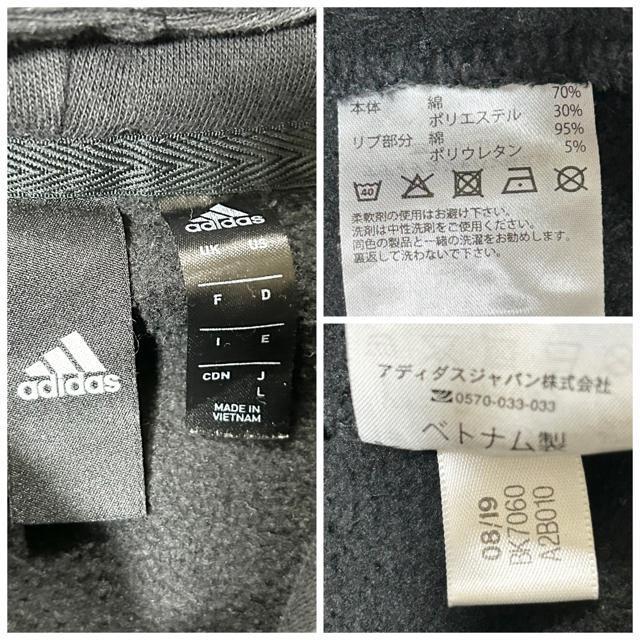 adidas
adidas
UK US
F D
I E
CDN J
L
MADE IN
VIETNAM
本体 綿 70%
ポリエステル 30%
リブ部分 綿 95%
ポリウレタン 5%
40
柔軟剤の使用はお避け下さい。
洗剤は中性洗剤をご使用下さい。
同色の製品と一緒の洗濯をお勧めします。
裏返して洗わないで下さい。
アディダスジャパン株式会社
0570-033-033
ベトナム製
08/19
BK7060
A2B010